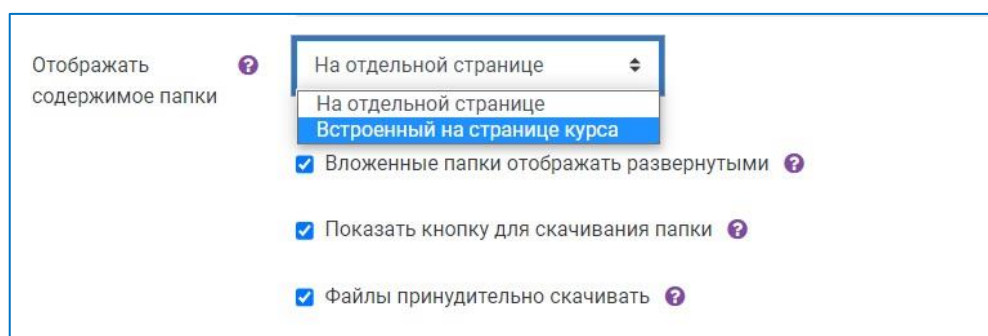 Отображать
содержимое папки
На отдельной странице
На отдельной странице
Встроенный на странице курса
Вложенные папки отображать развернутыми
Показать кнопку для скачивания папки
Файлы принудительно скачивать